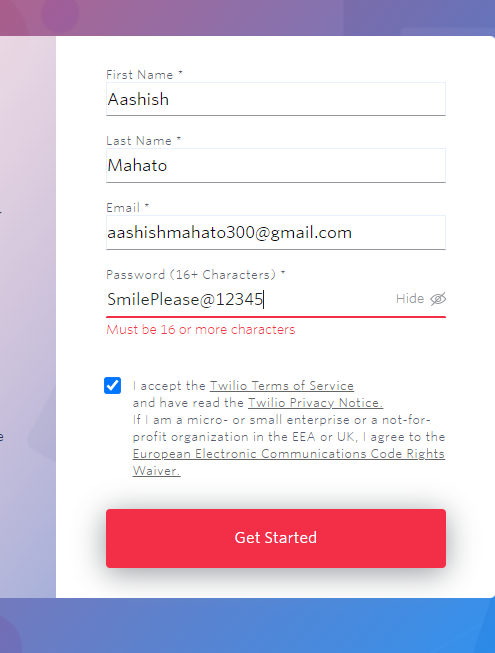 First Name *
Aashish
Last Name *
Mahato
Email *
aashishmahato300@gmail.com
Password (16+ Characters) *
SmilePlease@12345
Hide
Must be 16 or more characters
I accept the Twilio Terms of Service
and have read the Twilio Privacy Notice.
If I am a micro- or small enterprise or a not-for-
profit organization in the EEA or UK, I agree to the
European Electronic Communications Code Rights
Waiver.
Get Started